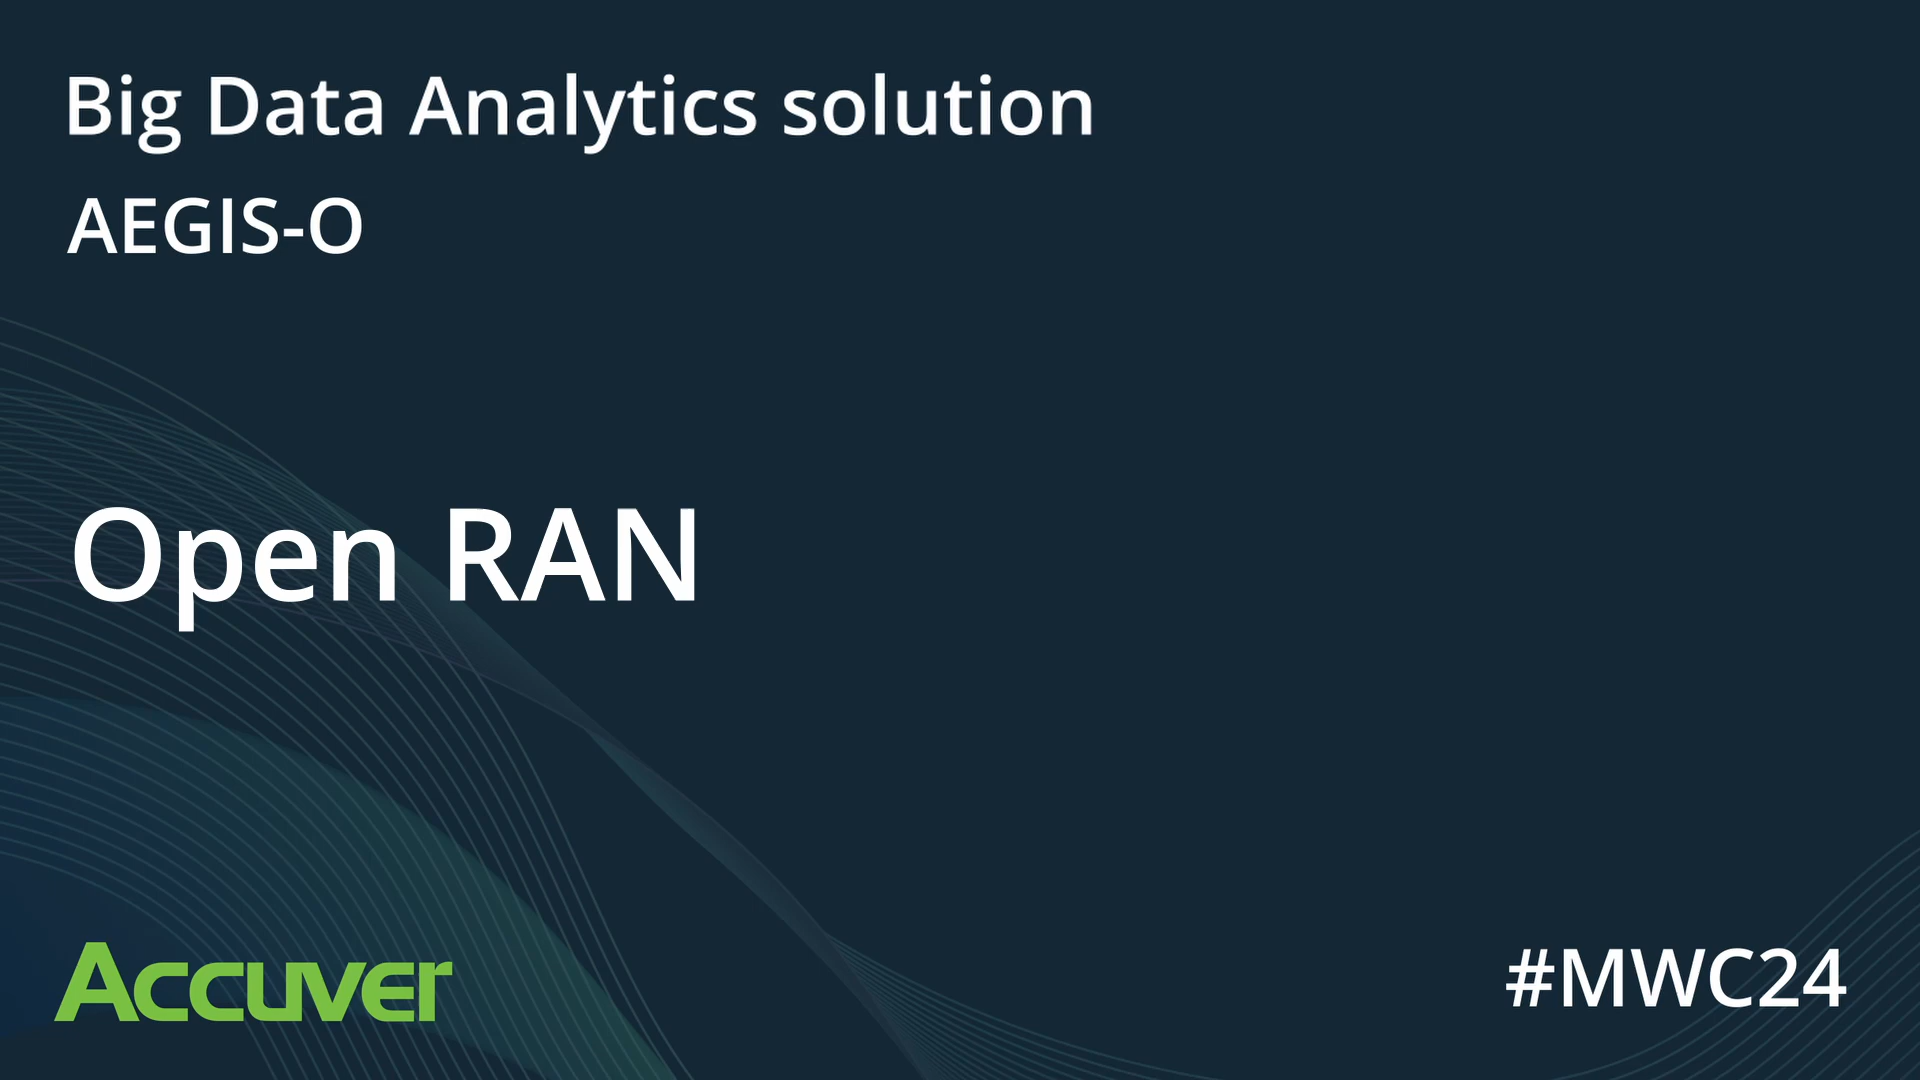 Big Data Analytics solution
AEGIS-O
Open RAN
Accuver
#MWC24